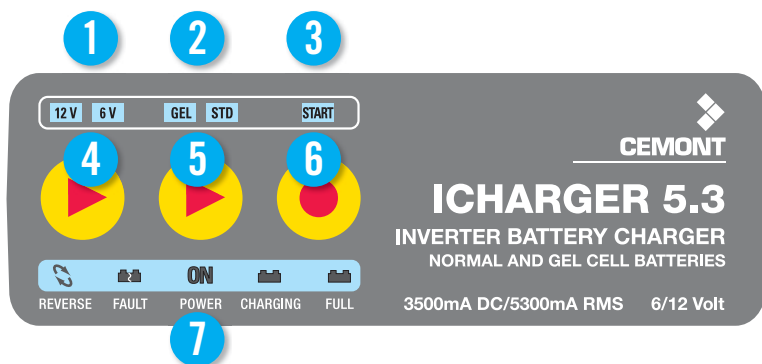 1 2 3
12 V 6 V GEL STD START
4 5 6
CEMONT
ICHARGER 5.3
INVERTER BATTERY CHARGER
NORMAL AND GEL CELL BATTERIES
ON
REVERSE FAULT POWER CHARGING FULL
3500mA DC/5300mA RMS 6/12 Volt
7